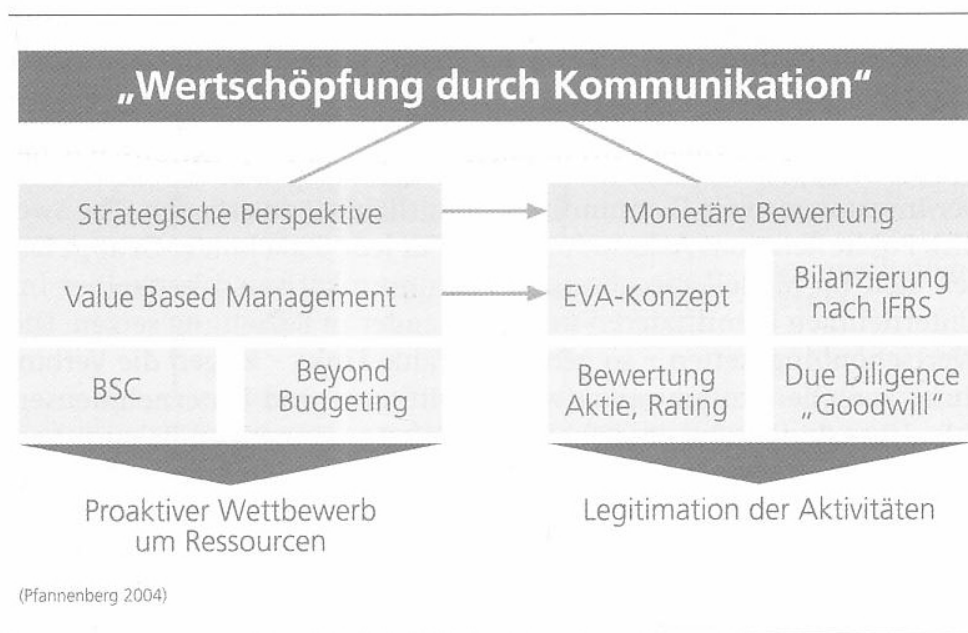 „Wertschöpfung durch Kommunikation“
Strategische Perspektive
Monetäre Bewertung
Value Based Management
EVA-Konzept
Bilanzierung
nach IFRS
BSC
Beyond
Budgeting
Bewertung
Aktie, Rating
Due Diligence
„Goodwill“
Proaktiver Wettbewerb
um Ressourcen
Legitimation der Aktivitäten
(Pfannenberg 2004)